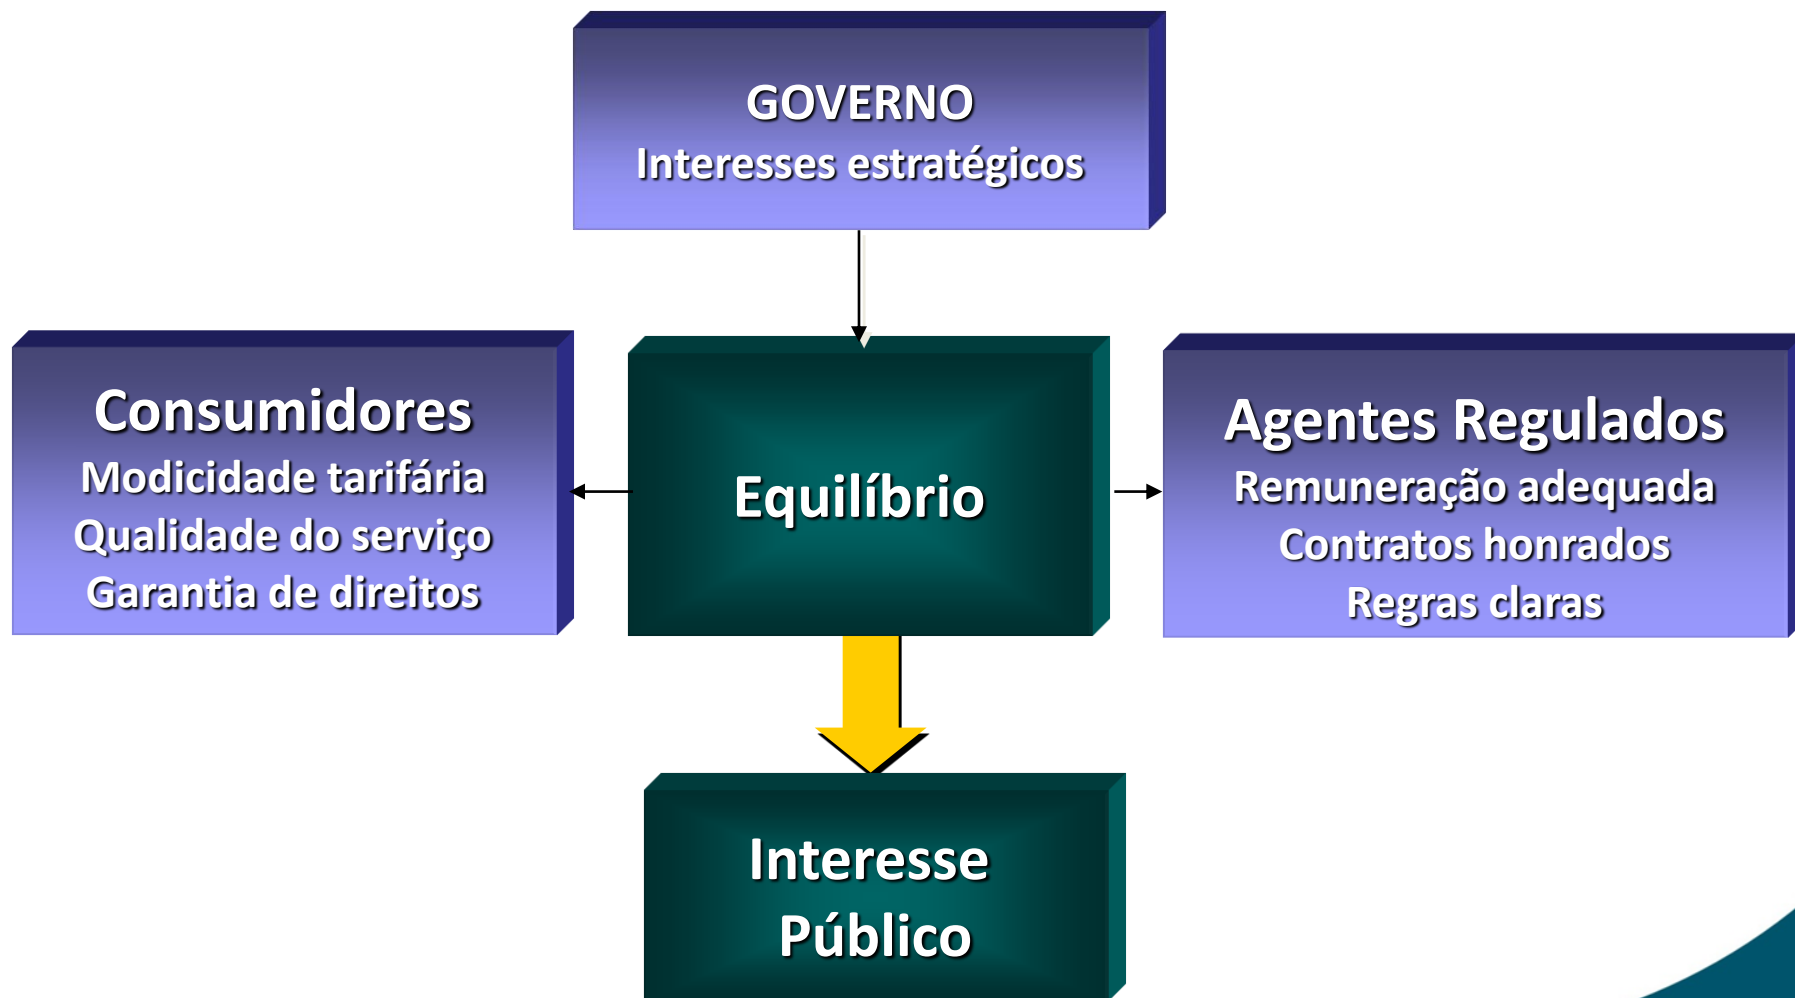 GOVERNO
Interesses estratégicos
Consumidores
Modicidade tarifária
Qualidade do serviço
Garantia de direitos
Equilíbrio
Agentes Regulados
Remuneração adequada
Contratos honrados
Regras claras
Interesse
Público